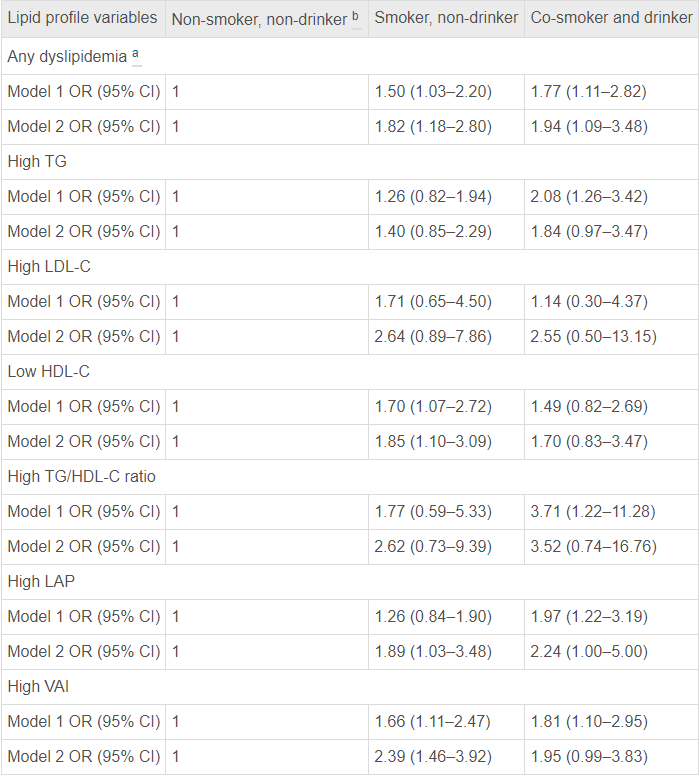 Lipid profile variables Non-smoker, non-drinker b Smoker, non-drinker Co-smoker and drinker
Any dyslipidemia a
Model 1 OR (95% CI) 1 1.50 (1.03–2.20) 1.77 (1.11–2.82)
Model 2 OR (95% CI) 1 1.82 (1.18–2.80) 1.94 (1.09–3.48)
High TG
Model 1 OR (95% CI) 1 1.26 (0.82–1.94) 2.08 (1.26–3.42)
Model 2 OR (95% CI) 1 1.40 (0.85–2.29) 1.84 (0.97–3.47)
High LDL-C
Model 1 OR (95% CI) 1 1.71 (0.65–4.50) 1.14 (0.30–4.37)
Model 2 OR (95% CI) 1 2.64 (0.89–7.86) 2.55 (0.50–13.15)
Low HDL-C
Model 1 OR (95% CI) 1 1.70 (1.07–2.72) 1.49 (0.82–2.69)
Model 2 OR (95% CI) 1 1.85 (1.10–3.09) 1.70 (0.83–3.47)
High TG/HDL-C ratio
Model 1 OR (95% CI) 1 1.77 (0.59–5.33) 3.71 (1.22–11.28)
Model 2 OR (95% CI) 1 2.62 (0.73–9.39) 3.52 (0.74–16.76)
High LAP
Model 1 OR (95% CI) 1 1.26 (0.84–1.90) 1.97 (1.22–3.19)
Model 2 OR (95% CI) 1 1.89 (1.03–3.48) 2.24 (1.00–5.00)
High VAI
Model 1 OR (95% CI) 1 1.66 (1.11–2.47) 1.81 (1.10–2.95)
Model 2 OR (95% CI) 1 2.39 (1.46–3.92) 1.95 (0.99–3.83)